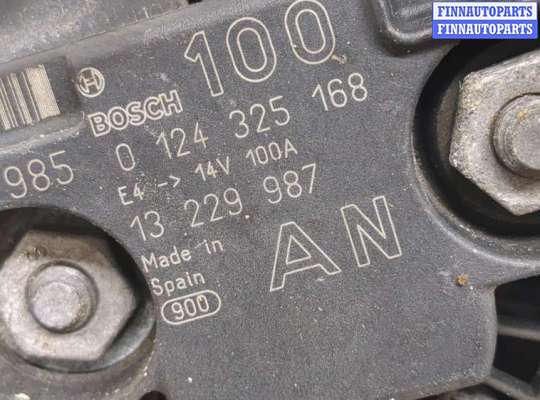 FINNAUTOPARTS
FINNAUTOPARTS
100
BOSCH
985 0 124 325 168
E4 -> 14V 100A
13 229 987
AN
Made in
Spain
900